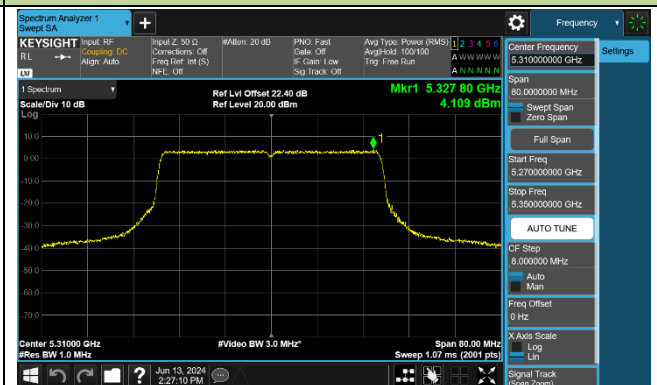 Spectrum Analyzer 1
Swept SA
+
Frequency
KEYSIGHT
RL
LXI
Input: RF
Coupling: DC
Align: Auto
Input Z: 50 Ω
Corrections: Off
Freq Ref: Int (S)
NFE: Off
#Atten: 20 dB
PNO: Fast
Gate: Off
IF Gain: Low
Sig Track: Off
Avg Type: Power (RMS)
Avg|Hold: 100/100
Trig: Free Run
1 2 3 4 5 6
A W W W W W
A N N N N N
1 Spectrum
Scale/Div 10 dB
Log
Ref Lvl Offset 22.40 dB
Ref Level 20.00 dBm
Mkr1 5.327 80 GHz
4.109 dBm
10.0
0.00
-10.0
-20.0
-30.0
-40.0
-50.0
-60.0
-70.0
1
Center 5.31000 GHz
#Res BW 1.0 MHz
#Video BW 3.0 MHz*
Span 80.00 MHz
Sweep 1.07 ms (2001 pts)
?
Jun 13, 2024
2:27:10 PM
Center Frequency
5.310000000 GHz
Span
80.0000000 MHz
Swept Span
Zero Span
Full Span
Start Freq
5.270000000 GHz
Stop Freq
5.350000000 GHz
AUTO TUNE
CF Step
8.000000 MHz
Auto
Man
Freq Offset
0 Hz
X Axis Scale
Log
Lin
Signal Track
(Span Zoom)
Settings